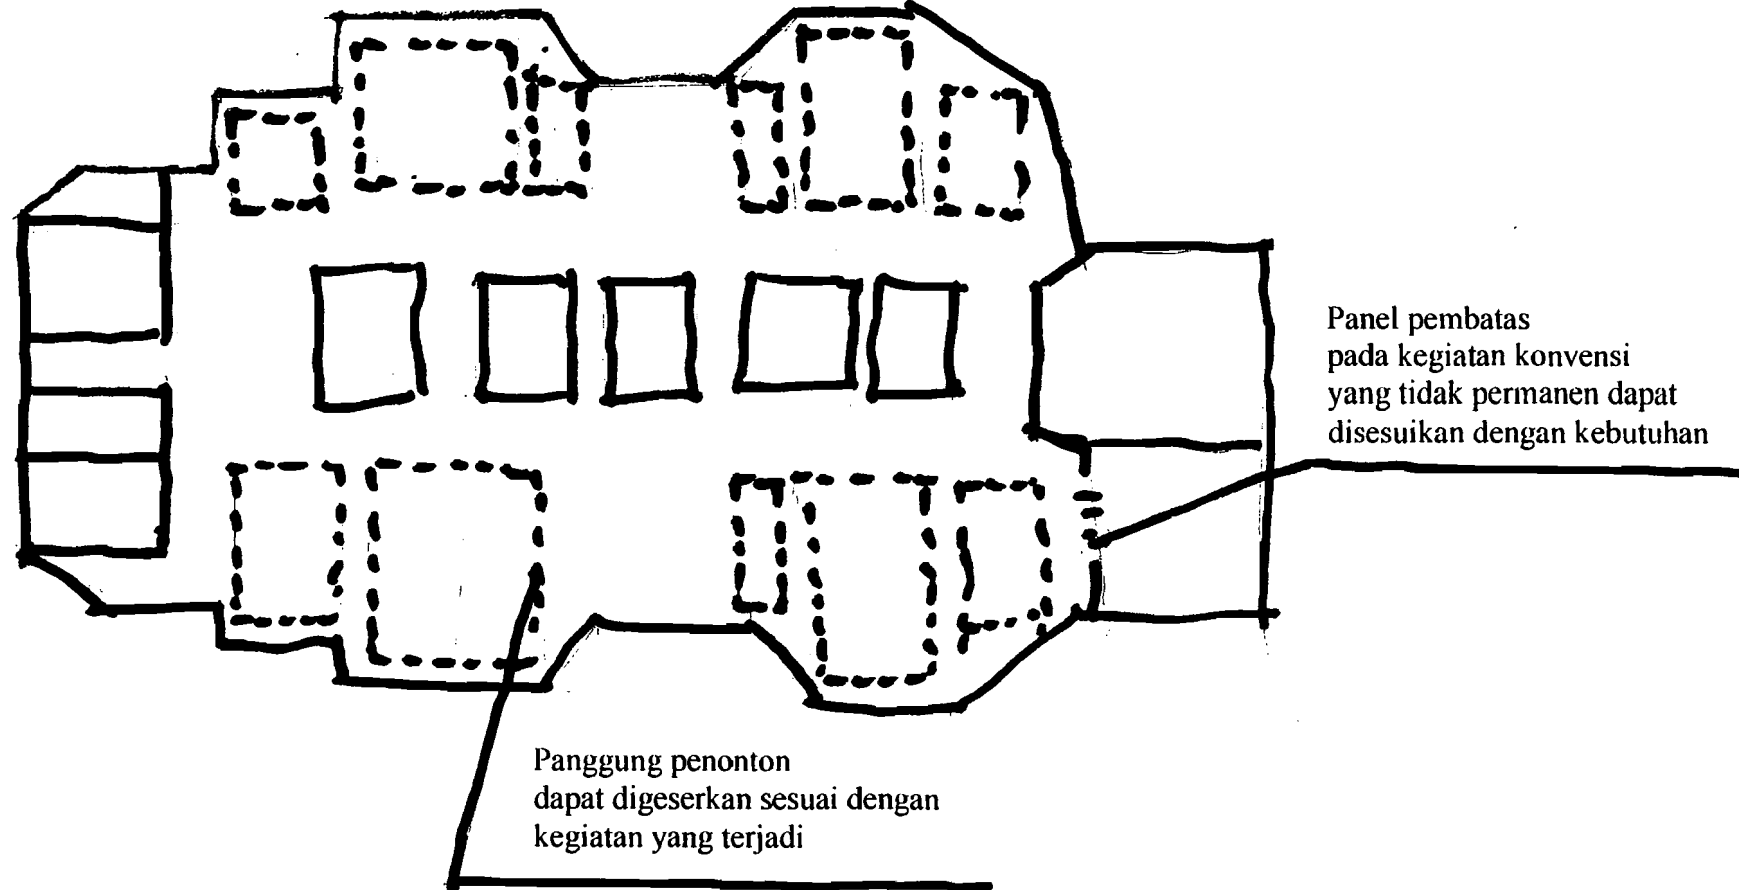 Panel pembatas
pada kegiatan konvensi
yang tidak permanen dapat
disesuikan dengan kebutuhan
Panggung penonton
dapat digeserkan sesuai dengan
kegiatan yang terjadi